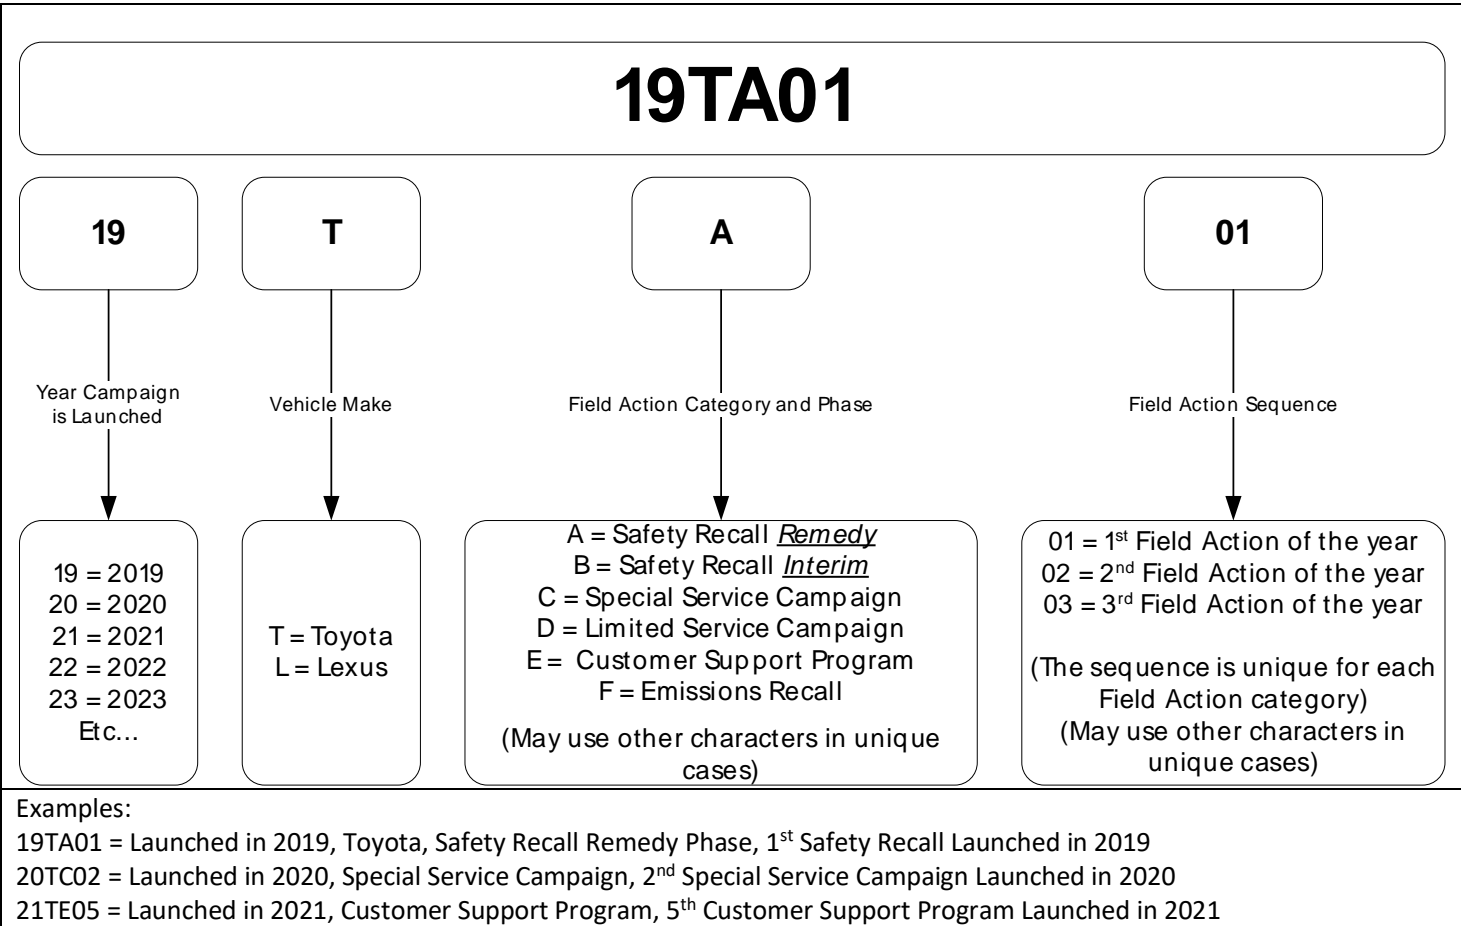 19TA01
19
T
A
01
Year Campaign
is Launched
Vehicle Make
Field Action Category and Phase
Field Action Sequence
19 = 2019
20 = 2020
21 = 2021
22 = 2022
23 = 2023
Etc...
T = Toyota
L = Lexus
A = Safety Recall Remedy
B = Safety Recall Interim
C = Special Service Campaign
D = Limited Service Campaign
E = Customer Support Program
F = Emissions Recall
(May use other characters in unique
cases)
01 = 1st Field Action of the year
02 = 2nd Field Action of the year
03 = 3rd Field Action of the year
(The sequence is unique for each
Field Action category)
(May use other characters in
unique cases)
Examples:
19TA01 = Launched in 2019, Toyota, Safety Recall Remedy Phase, 1st Safety Recall Launched in 2019
20TC02 = Launched in 2020, Special Service Campaign, 2nd Special Service Campaign Launched in 2020
21TE05 = Launched in 2021, Customer Support Program, 5th Customer Support Program Launched in 2021